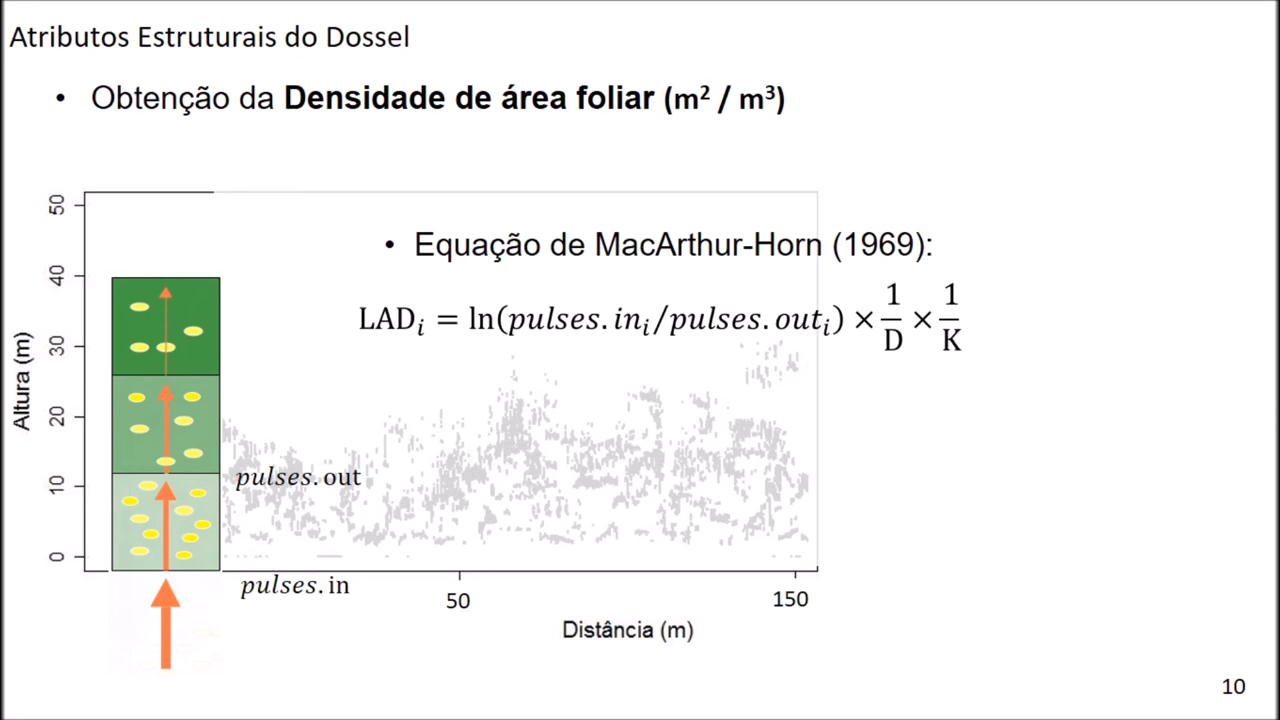 Atributos Estruturais do Dossel
• Obtenção da Densidade de área foliar (m² / m³)
• Equação de MacArthur-Horn (1969):
LADᵢ = ln(pulses.inᵢ/pulses.outᵢ) × 1/D × 1/K
Altura (m)
50
40
30
20
10
0
pulses.out
pulses.in
50
150
Distância (m)
10